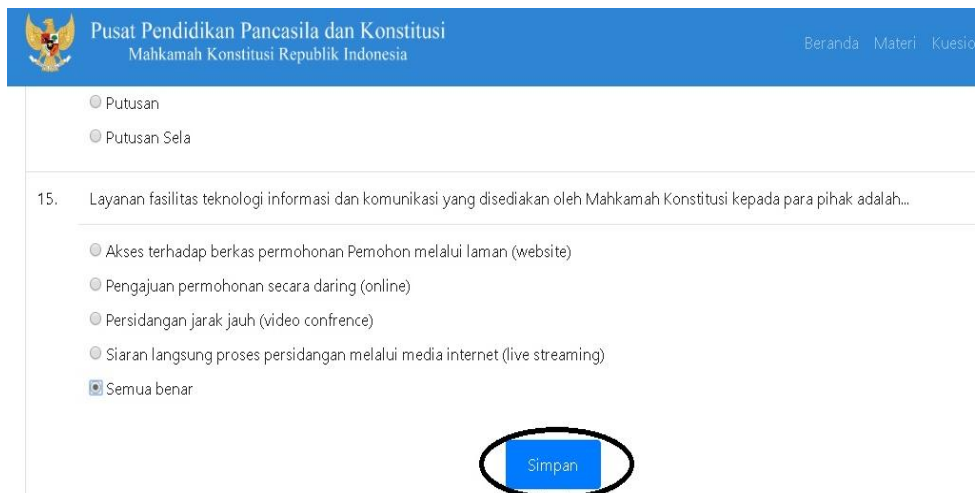 Pusat Pendidikan Pancasila dan Konstitusi
Mahkamah Konstitusi Republik Indonesia
Beranda Materi Kuesio
Putusan
Putusan Sela
15. Layanan fasilitas teknologi informasi dan komunikasi yang disediakan oleh Mahkamah Konstitusi kepada para pihak adalah...
Akses terhadap berkas permohonan Pemohon melalui laman (website)
Pengajuan permohonan secara daring (online)
Persidangan jarak jauh (video confrence)
Siaran langsung proses persidangan melalui media internet (live streaming)
Semua benar
Simpan